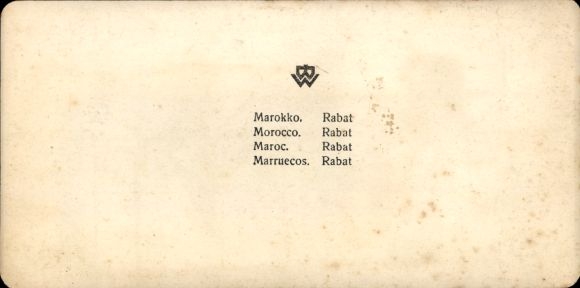 Marokko. Rabat
Morocco. Rabat
Maroc. Rabat
Marruecos. Rabat